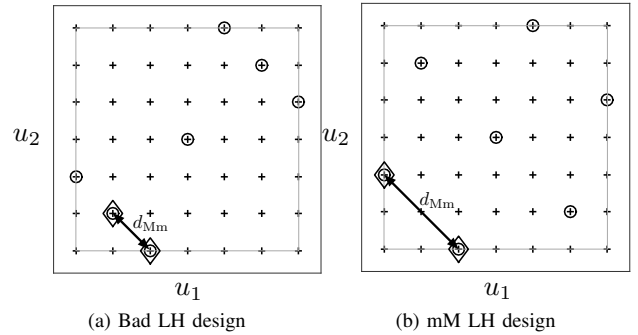 u₂
d_Mm
u₁
(a) Bad LH design
u₂
d_Mm
u₁
(b) mM LH design